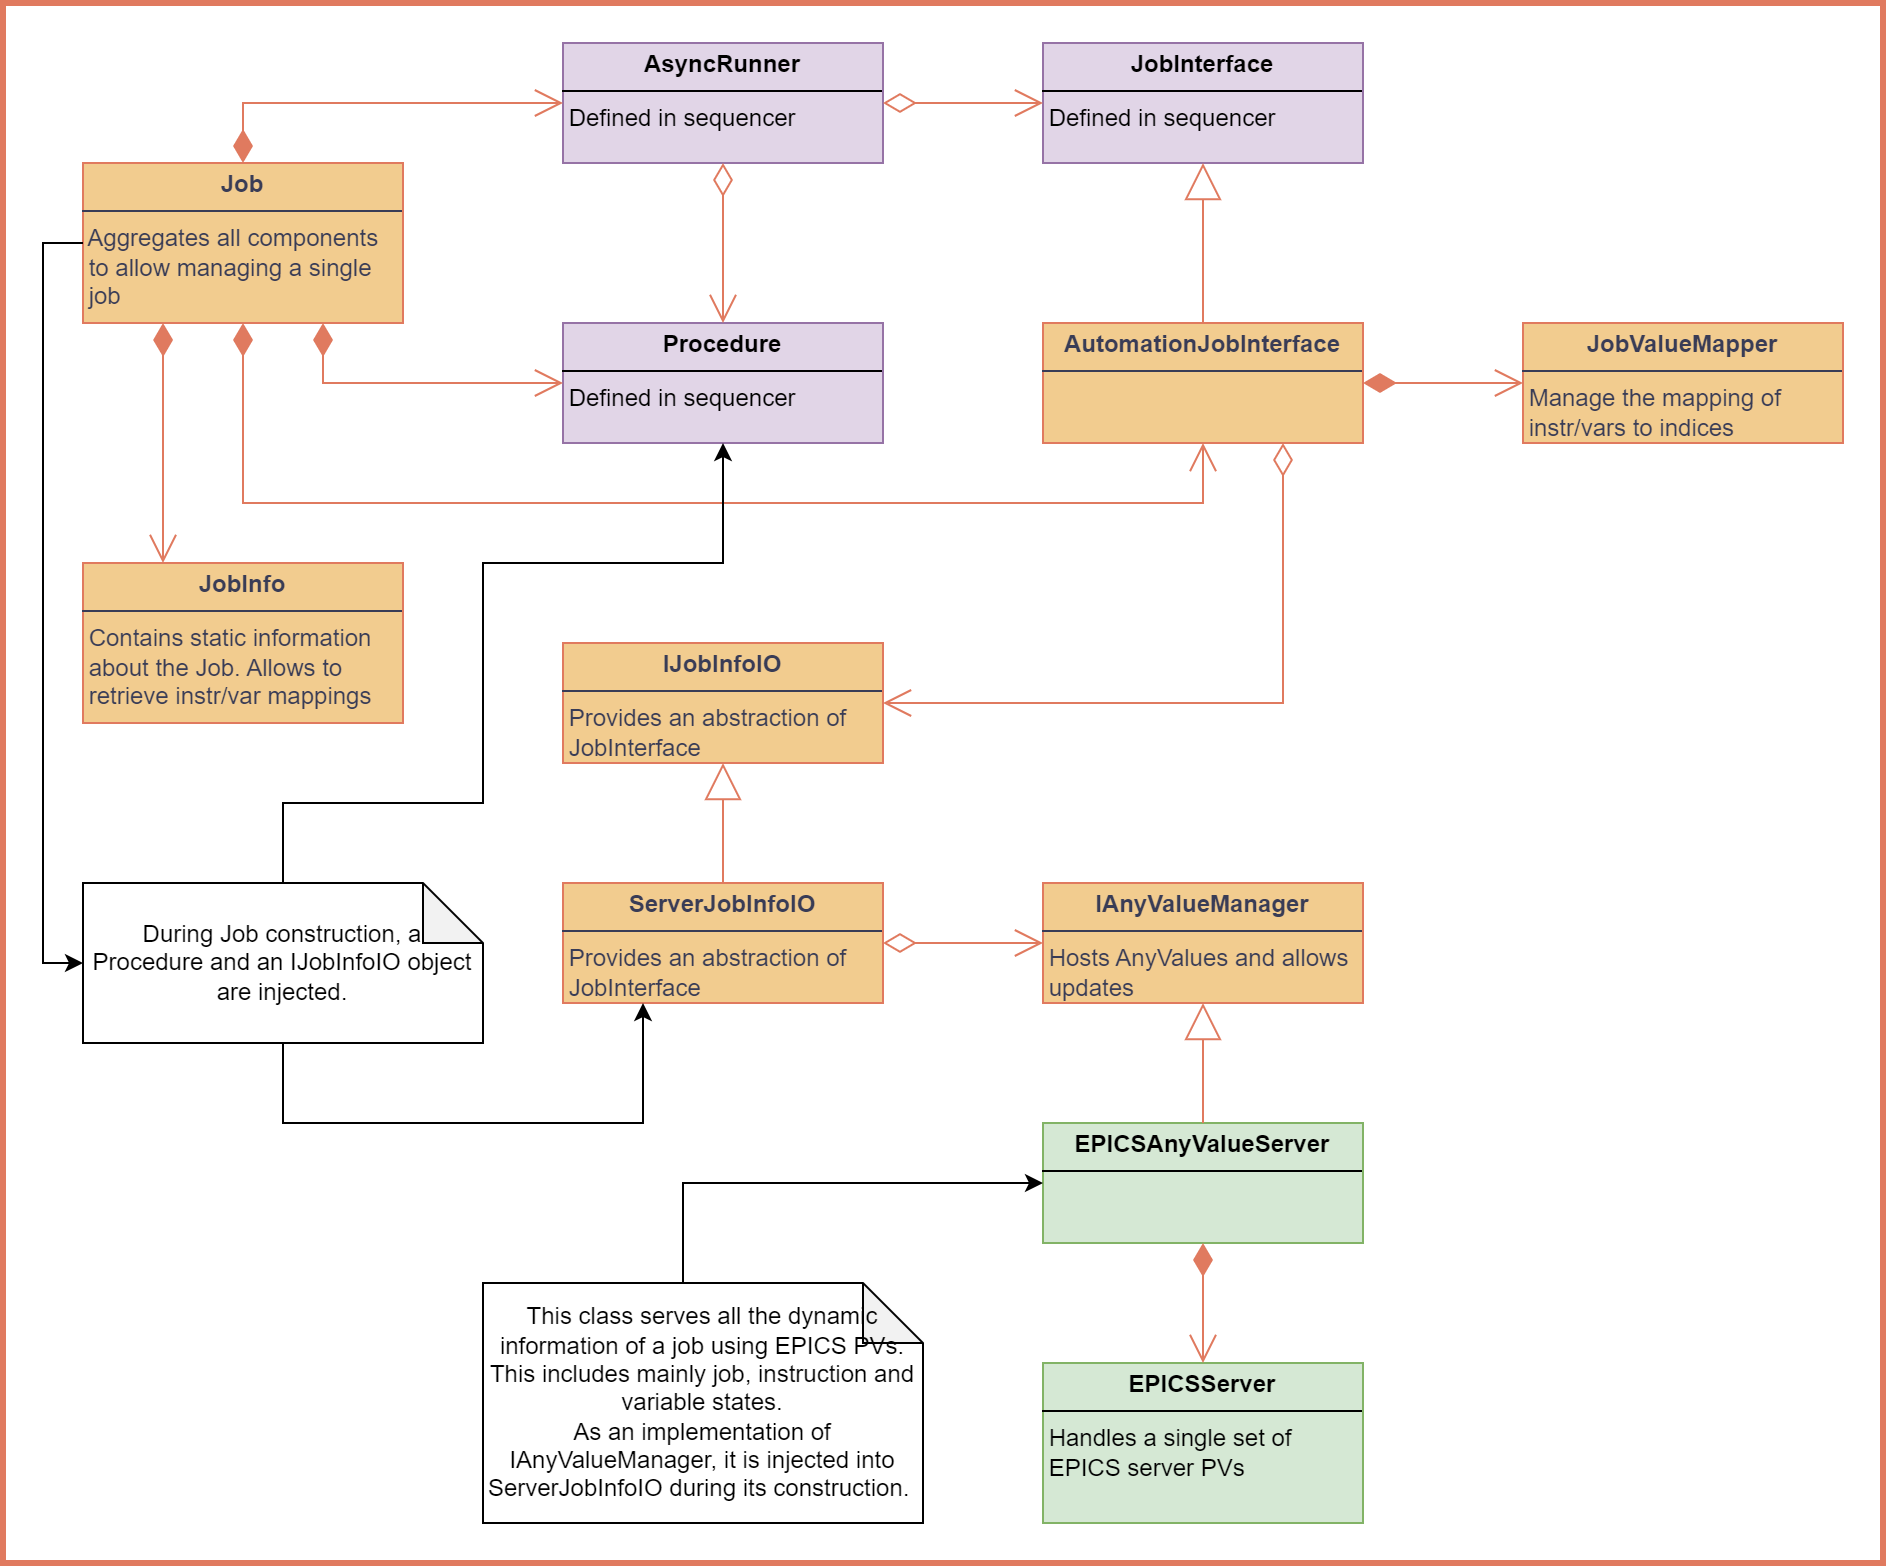 AsyncRunner
Defined in sequencer
JobInterface
Defined in sequencer
Job
Aggregates all components
to allow managing a single
job
Procedure
Defined in sequencer
AutomationJobInterface
JobValueMapper
Manage the mapping of
instr/vars to indices
JobInfo
Contains static information
about the Job. Allows to
retrieve instr/var mappings
IJobInfoIO
Provides an abstraction of
JobInterface
During Job construction, a
Procedure and an IJobInfoIO object
are injected.
ServerJobInfoIO
Provides an abstraction of
JobInterface
IAnyValueManager
Hosts AnyValues and allows
updates
EPICSAnyValueServer
This class serves all the dynamic
information of a job using EPICS PVs.
This includes mainly job, instruction and
variable states.
As an implementation of
IAnyValueManager, it is injected into
ServerJobInfoIO during its construction.
EPICSServer
Handles a single set of
EPICS server PVs